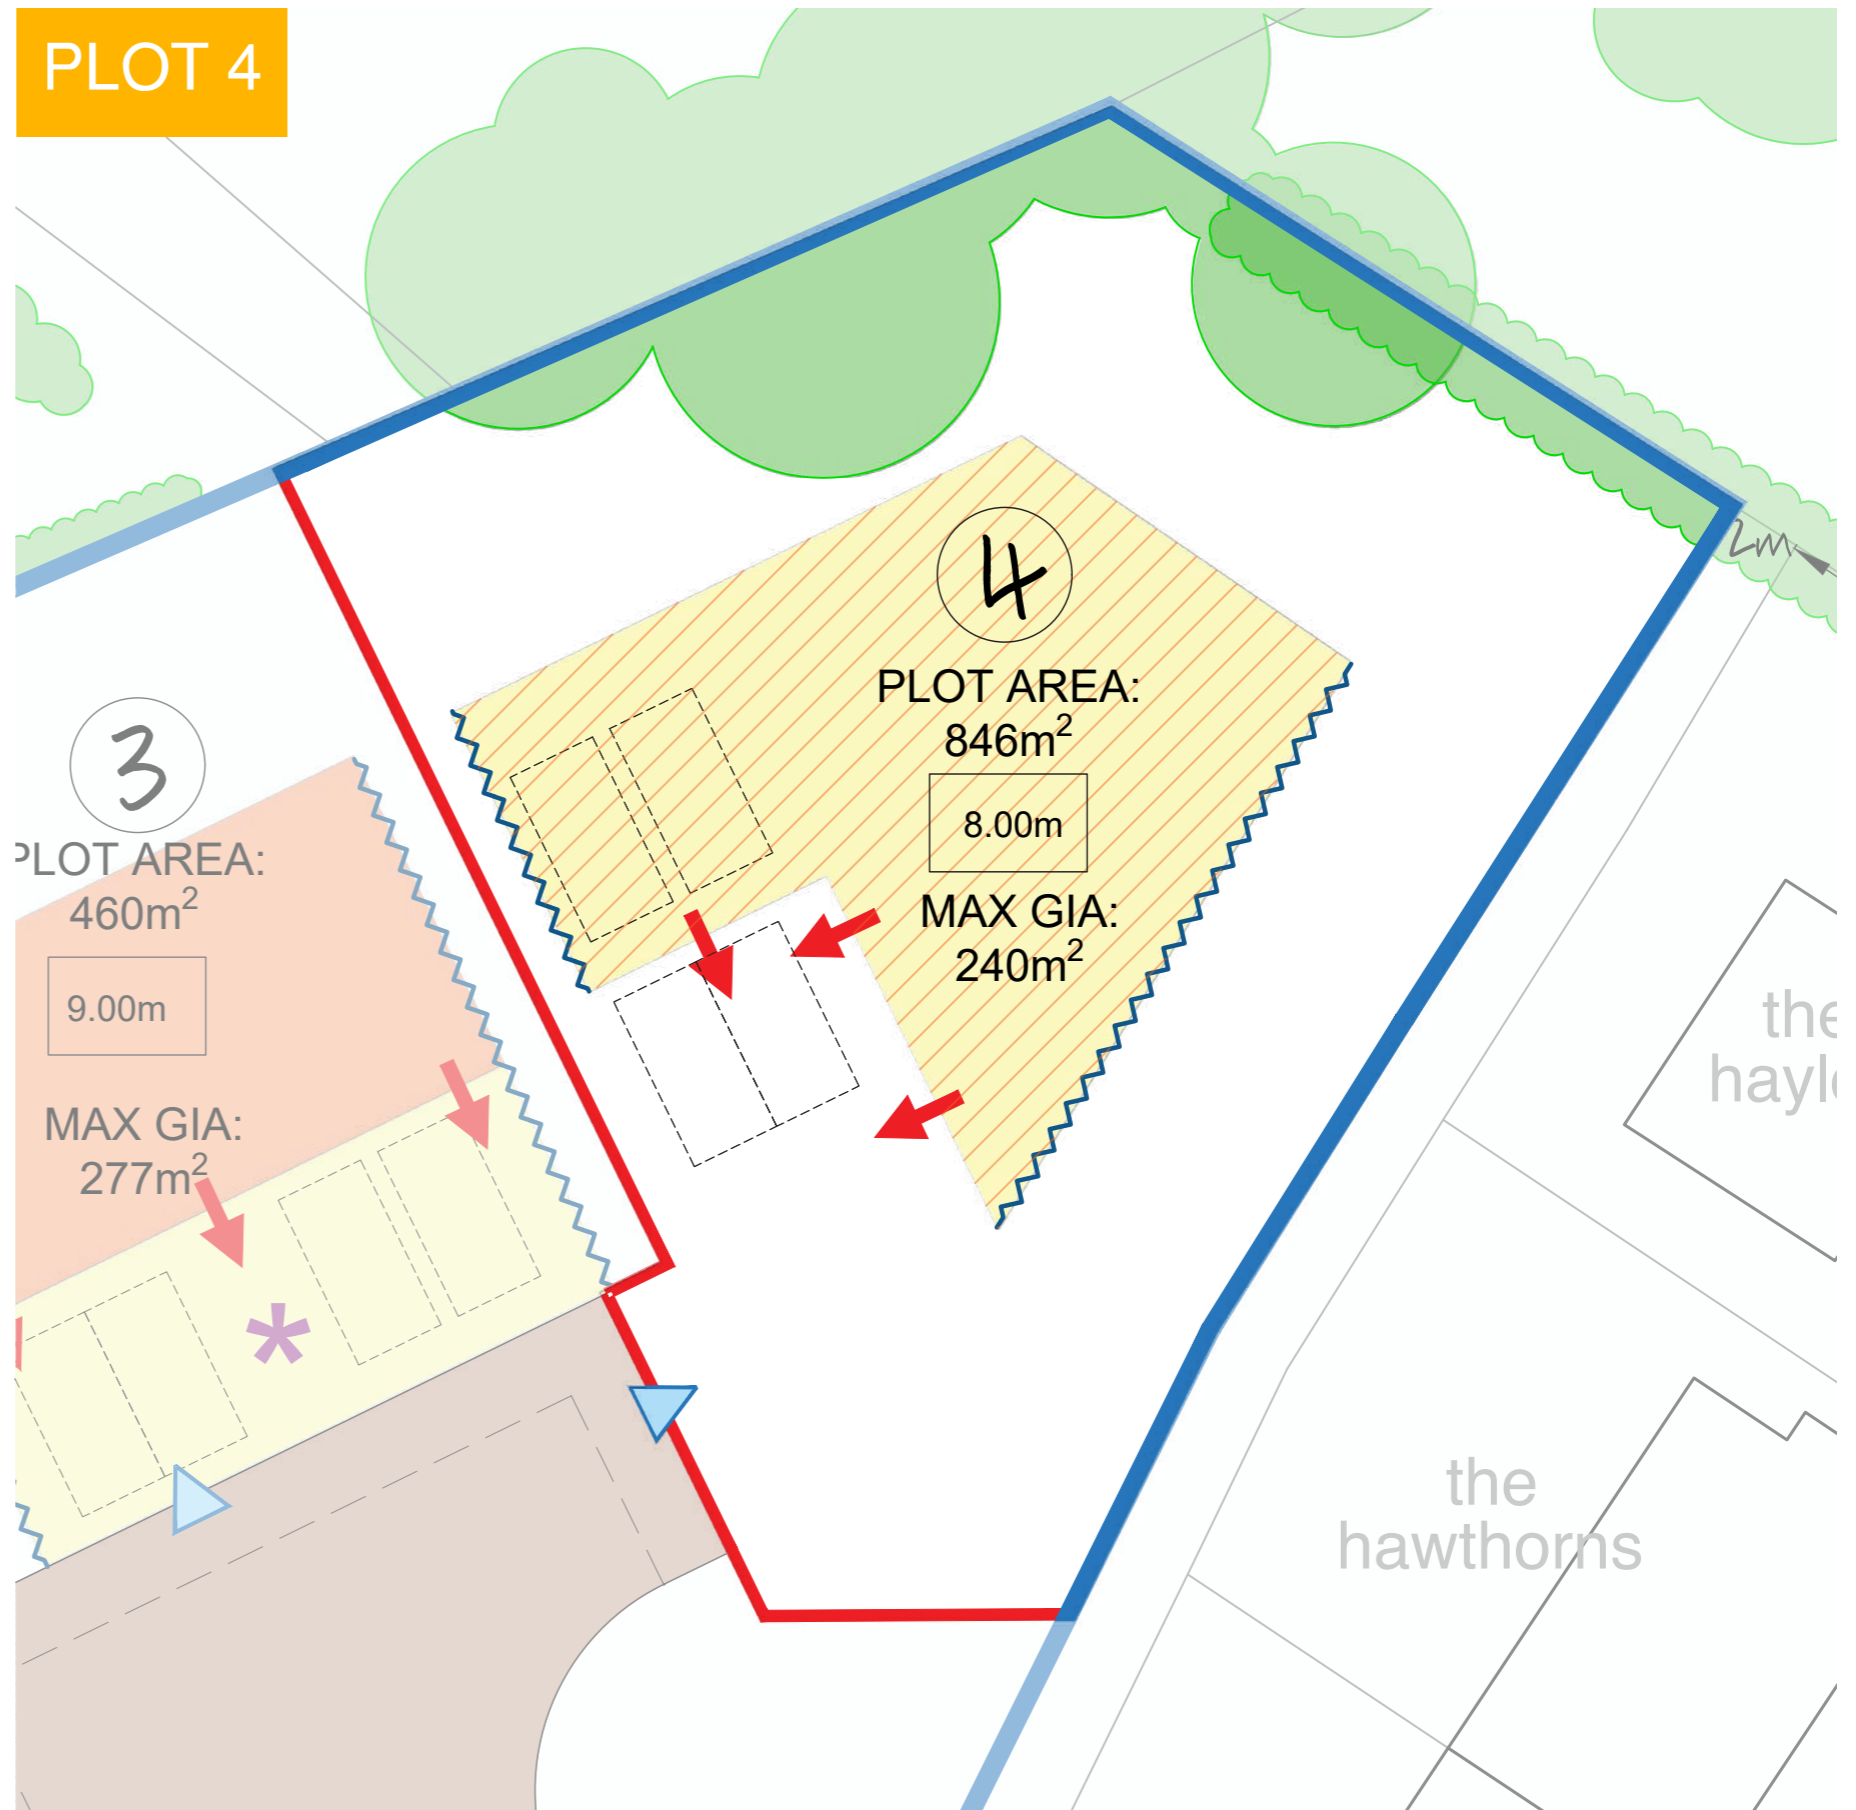 PLOT 4
2m
4
PLOT AREA:
846m²
8.00m
MAX GIA:
240m²
3
PLOT AREA:
460m²
9.00m
MAX GIA:
277m²
*
the
the
hawthorns